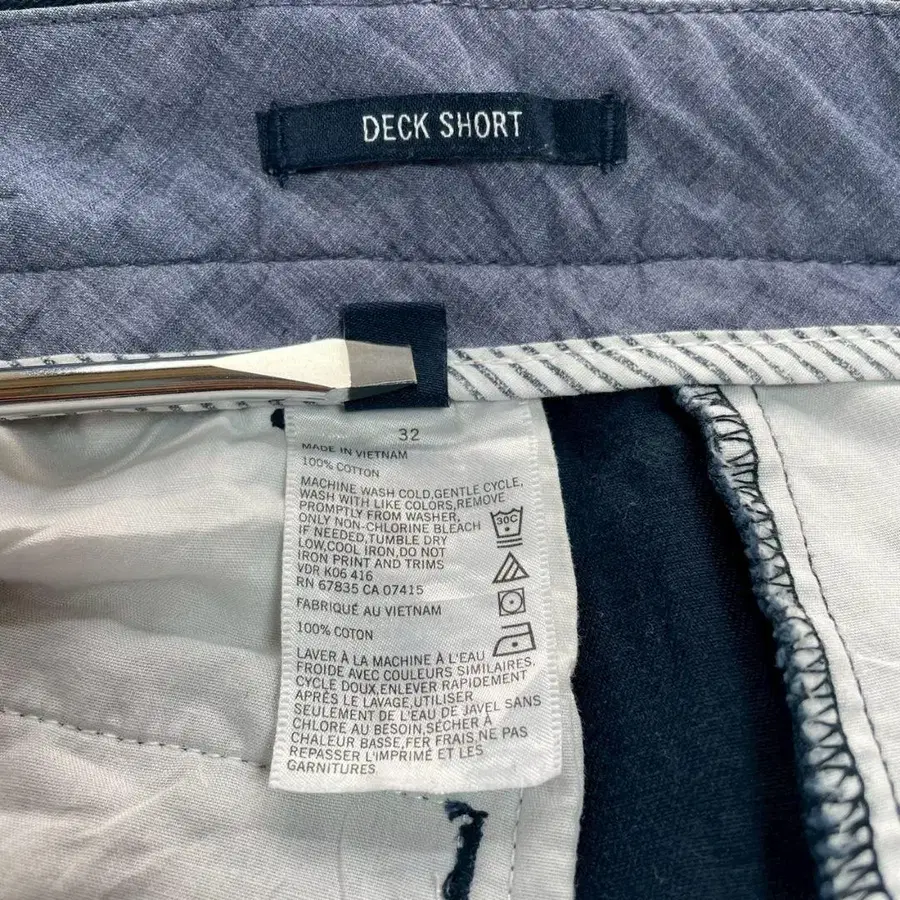 DECK SHORT
32
MADE IN VIETNAM
100% COTTON
MACHINE WASH COLD,GENTLE CYCLE,
WASH WITH LIKE COLORS,REMOVE
PROMPTLY FROM WASHER,
ONLY NON-CHLORINE BLEACH
IF NEEDED,TUMBLE DRY
LOW,COOL IRON,DO NOT
IRON PRINT AND TRIMS
VDR K06 416
RN 67835 CA 07415
30C
FABRIQUÉ AU VIETNAM
100% COTON
LAVER À LA MACHINE À L'EAU
FROIDE AVEC COULEURS SIMILAIRES,
CYCLE DOUX,ENLEVER RAPIDEMENT
APRÈS LE LAVAGE,UTILISER
SEULEMENT DE L'EAU DE JAVEL SANS
CHLORE AU BESOIN,SÉCHER À
CHALEUR BASSE,FER FRAIS,NE PAS
REPASSER L'IMPRIMÉ ET LES
GARNITURES